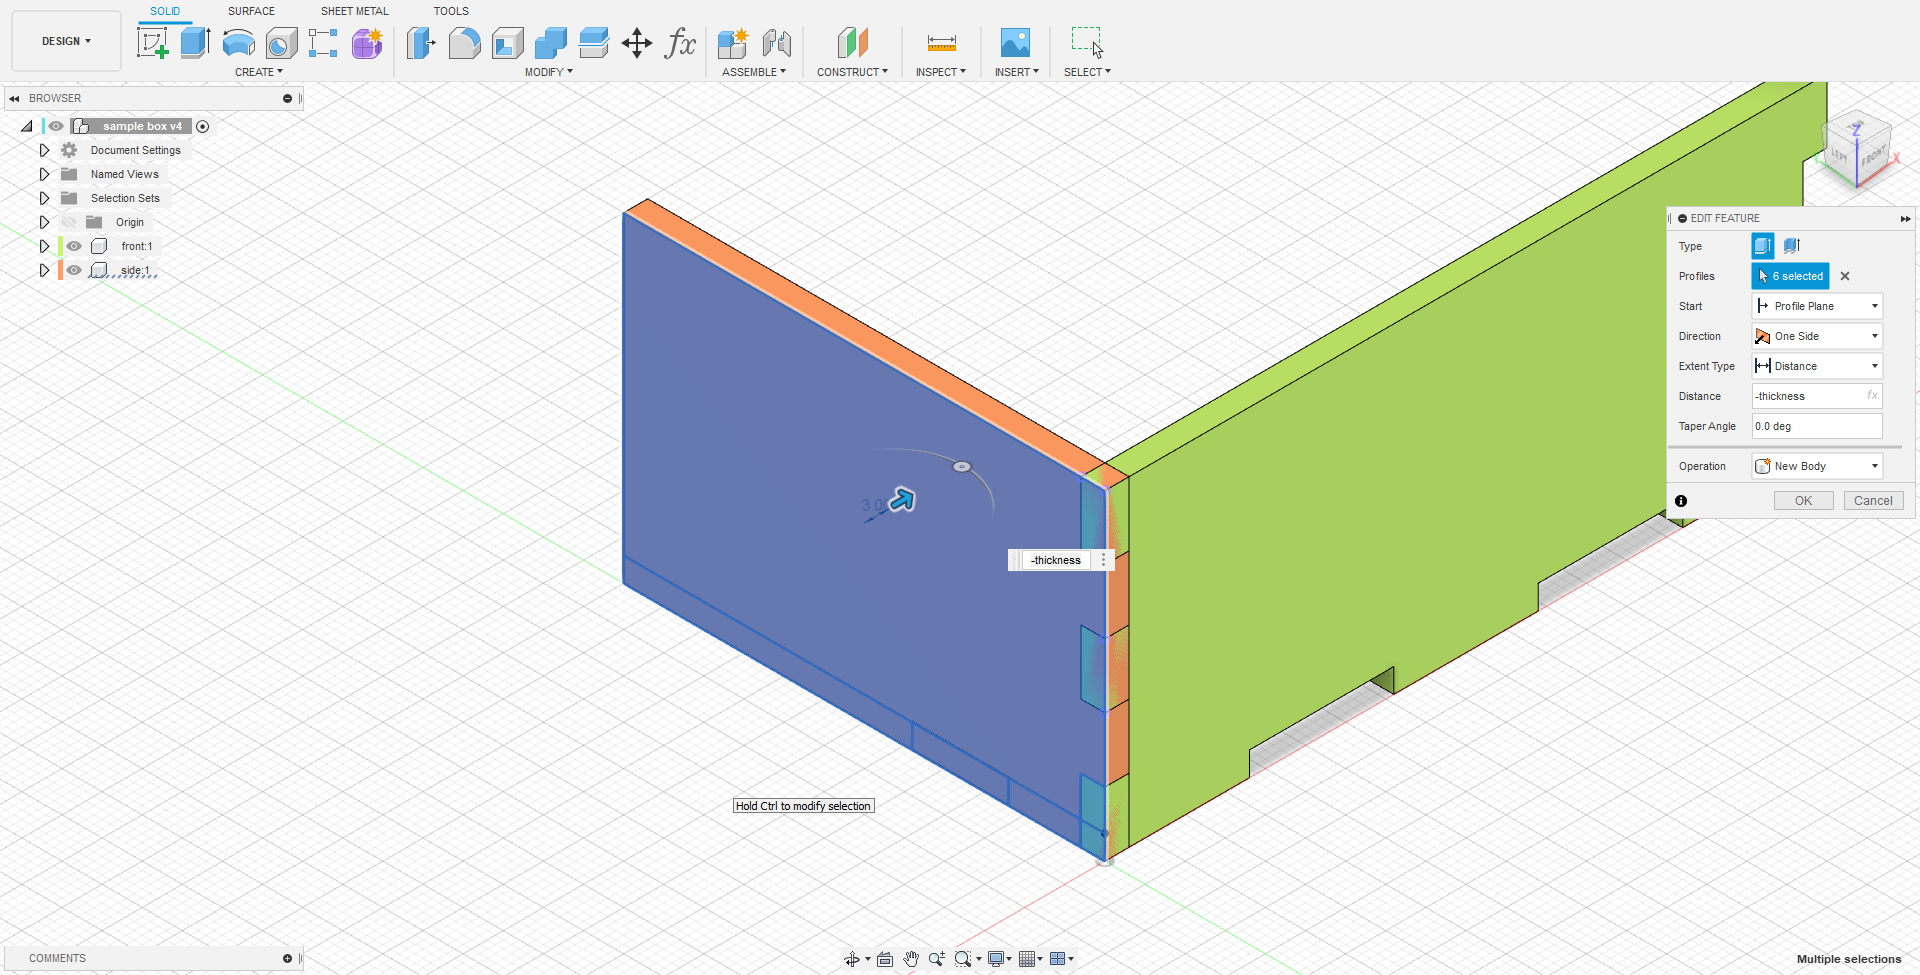 SOLID SURFACE SHEET METAL TOOLS
DESIGN
CREATE MODIFY ASSEMBLE CONSTRUCT INSPECT INSERT SELECT
fx
BROWSER
sample box v4
Document Settings
Named Views
Selection Sets
Origin
front:1
side:1
Z
X
LEFT
FRONT
EDIT FEATURE
Type
Profiles 6 selected
Start Profile Plane
Direction One Side
Extent Type Distance
Distance -thickness fx
Taper Angle 0.0 deg
Operation New Body
OK Cancel
-thickness
Hold Ctrl to modify selection
COMMENTS
Multiple selections